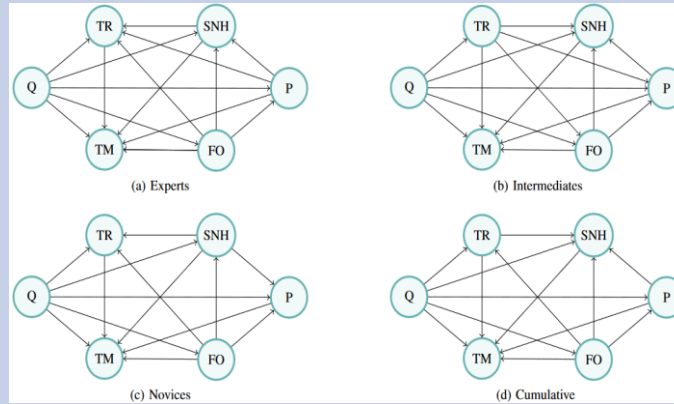 TR SNH TR SNH
Q P Q P
TM FO TM FO
(a) Experts (b) Intermediates
TR SNH TR SNH
Q P Q P
TM FO TM FO
(c) Novices (d) Cumulative